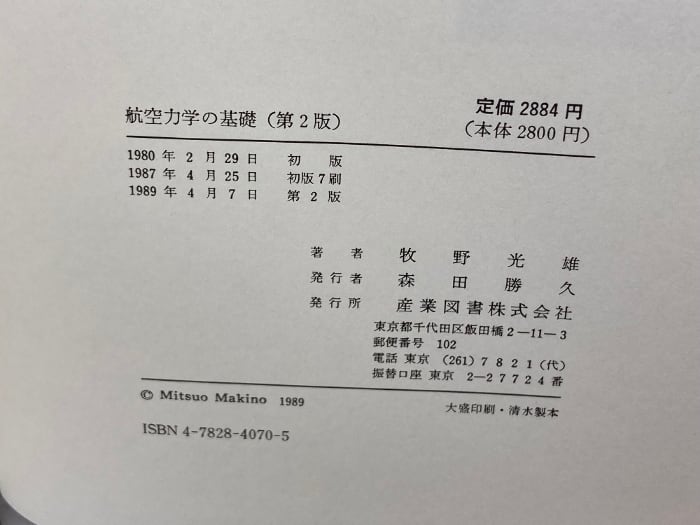 航空力学の基礎（第2版）
定価 2884 円
（本体 2800 円）
1980 年 2 月 29 日 初 版
1987 年 4 月 25 日 初版7刷
1989 年 4 月 7 日 第 2 版
著 者 牧 野 光 雄
発行者 森 田 勝 久
発行所 産業図書株式会社
東京都千代田区飯田橋2―11―3
郵便番号 102
電話 東京 (261) 7 8 2 1 (代)
振替口座 東京 2―2 7 7 2 4 番
© Mitsuo Makino 1989
大盛印刷・清水製本
ISBN 4-7828-4070-5